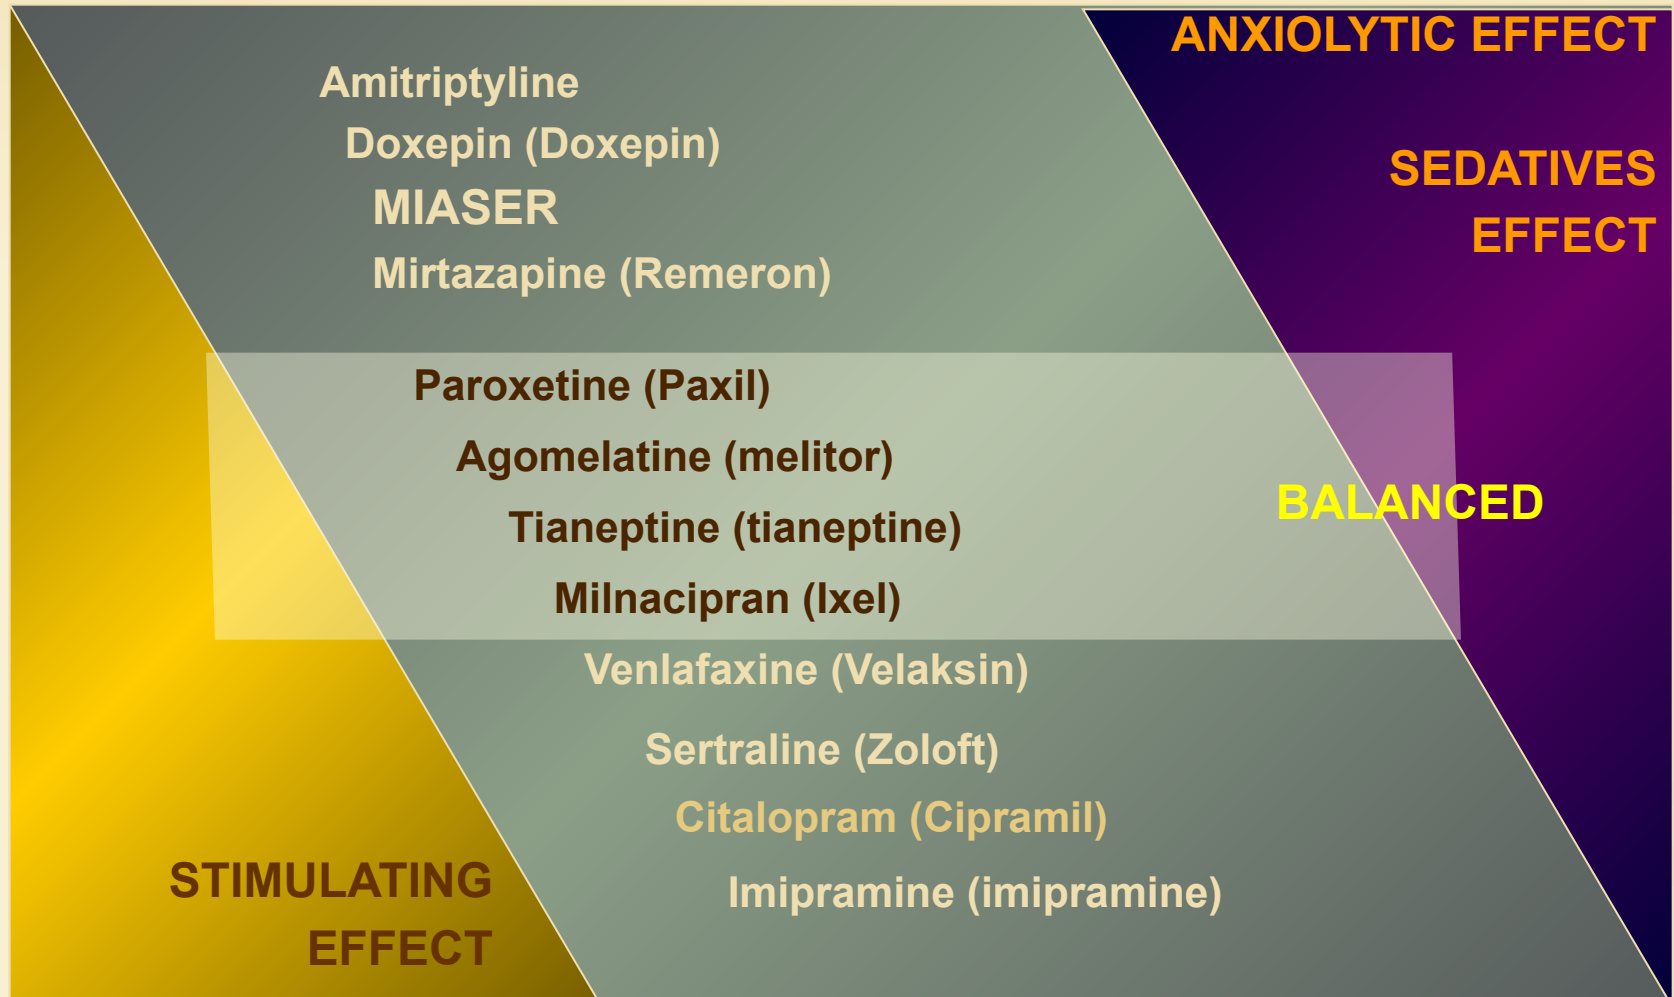 ANXIOLYTIC EFFECT
Amitriptyline
Doxepin (Doxepin)
SEDATIVES
EFFECT
MIASER
Mirtazapine (Remeron)
Paroxetine (Paxil)
Agomelatine (melitor)
BALANCED
Tianeptine (tianeptine)
Milnacipran (Ixel)
Venlafaxine (Velaksin)
Sertraline (Zoloft)
Citalopram (Cipramil)
STIMULATING
EFFECT
Imipramine (imipramine)